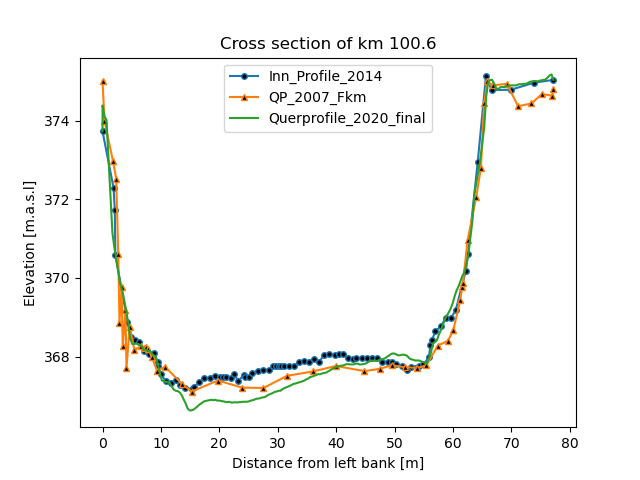 Cross section of km 100.6
Inn_Profile_2014
QP_2007_Fkm
Querprofile_2020_final
Elevation [m.a.s.l]
374
372
370
368
0 10 20 30 40 50 60 70 80
Distance from left bank [m]